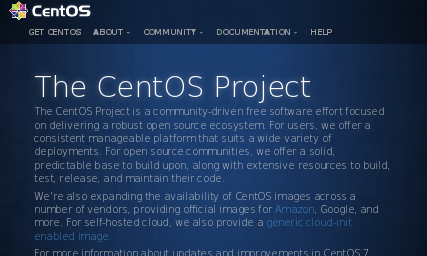 CentOS
GET CENTOS ABOUT COMMUNITY DOCUMENTATION HELP
The CentOS Project
The CentOS Project is a community-driven free software effort focused
on delivering a robust open source ecosystem. For users, we offer a
consistent manageable platform that suits a wide variety of
deployments. For open source communities, we offer a solid,
predictable base to build upon, along with extensive resources to build,
test, release, and maintain their code.
We're also expanding the availability of CentOS images across a
number of vendors, providing official images for Amazon, Google, and
more. For self-hosted cloud, we also provide a generic cloud-init
enabled image.
For more information about updates and improvements in CentOS 7,